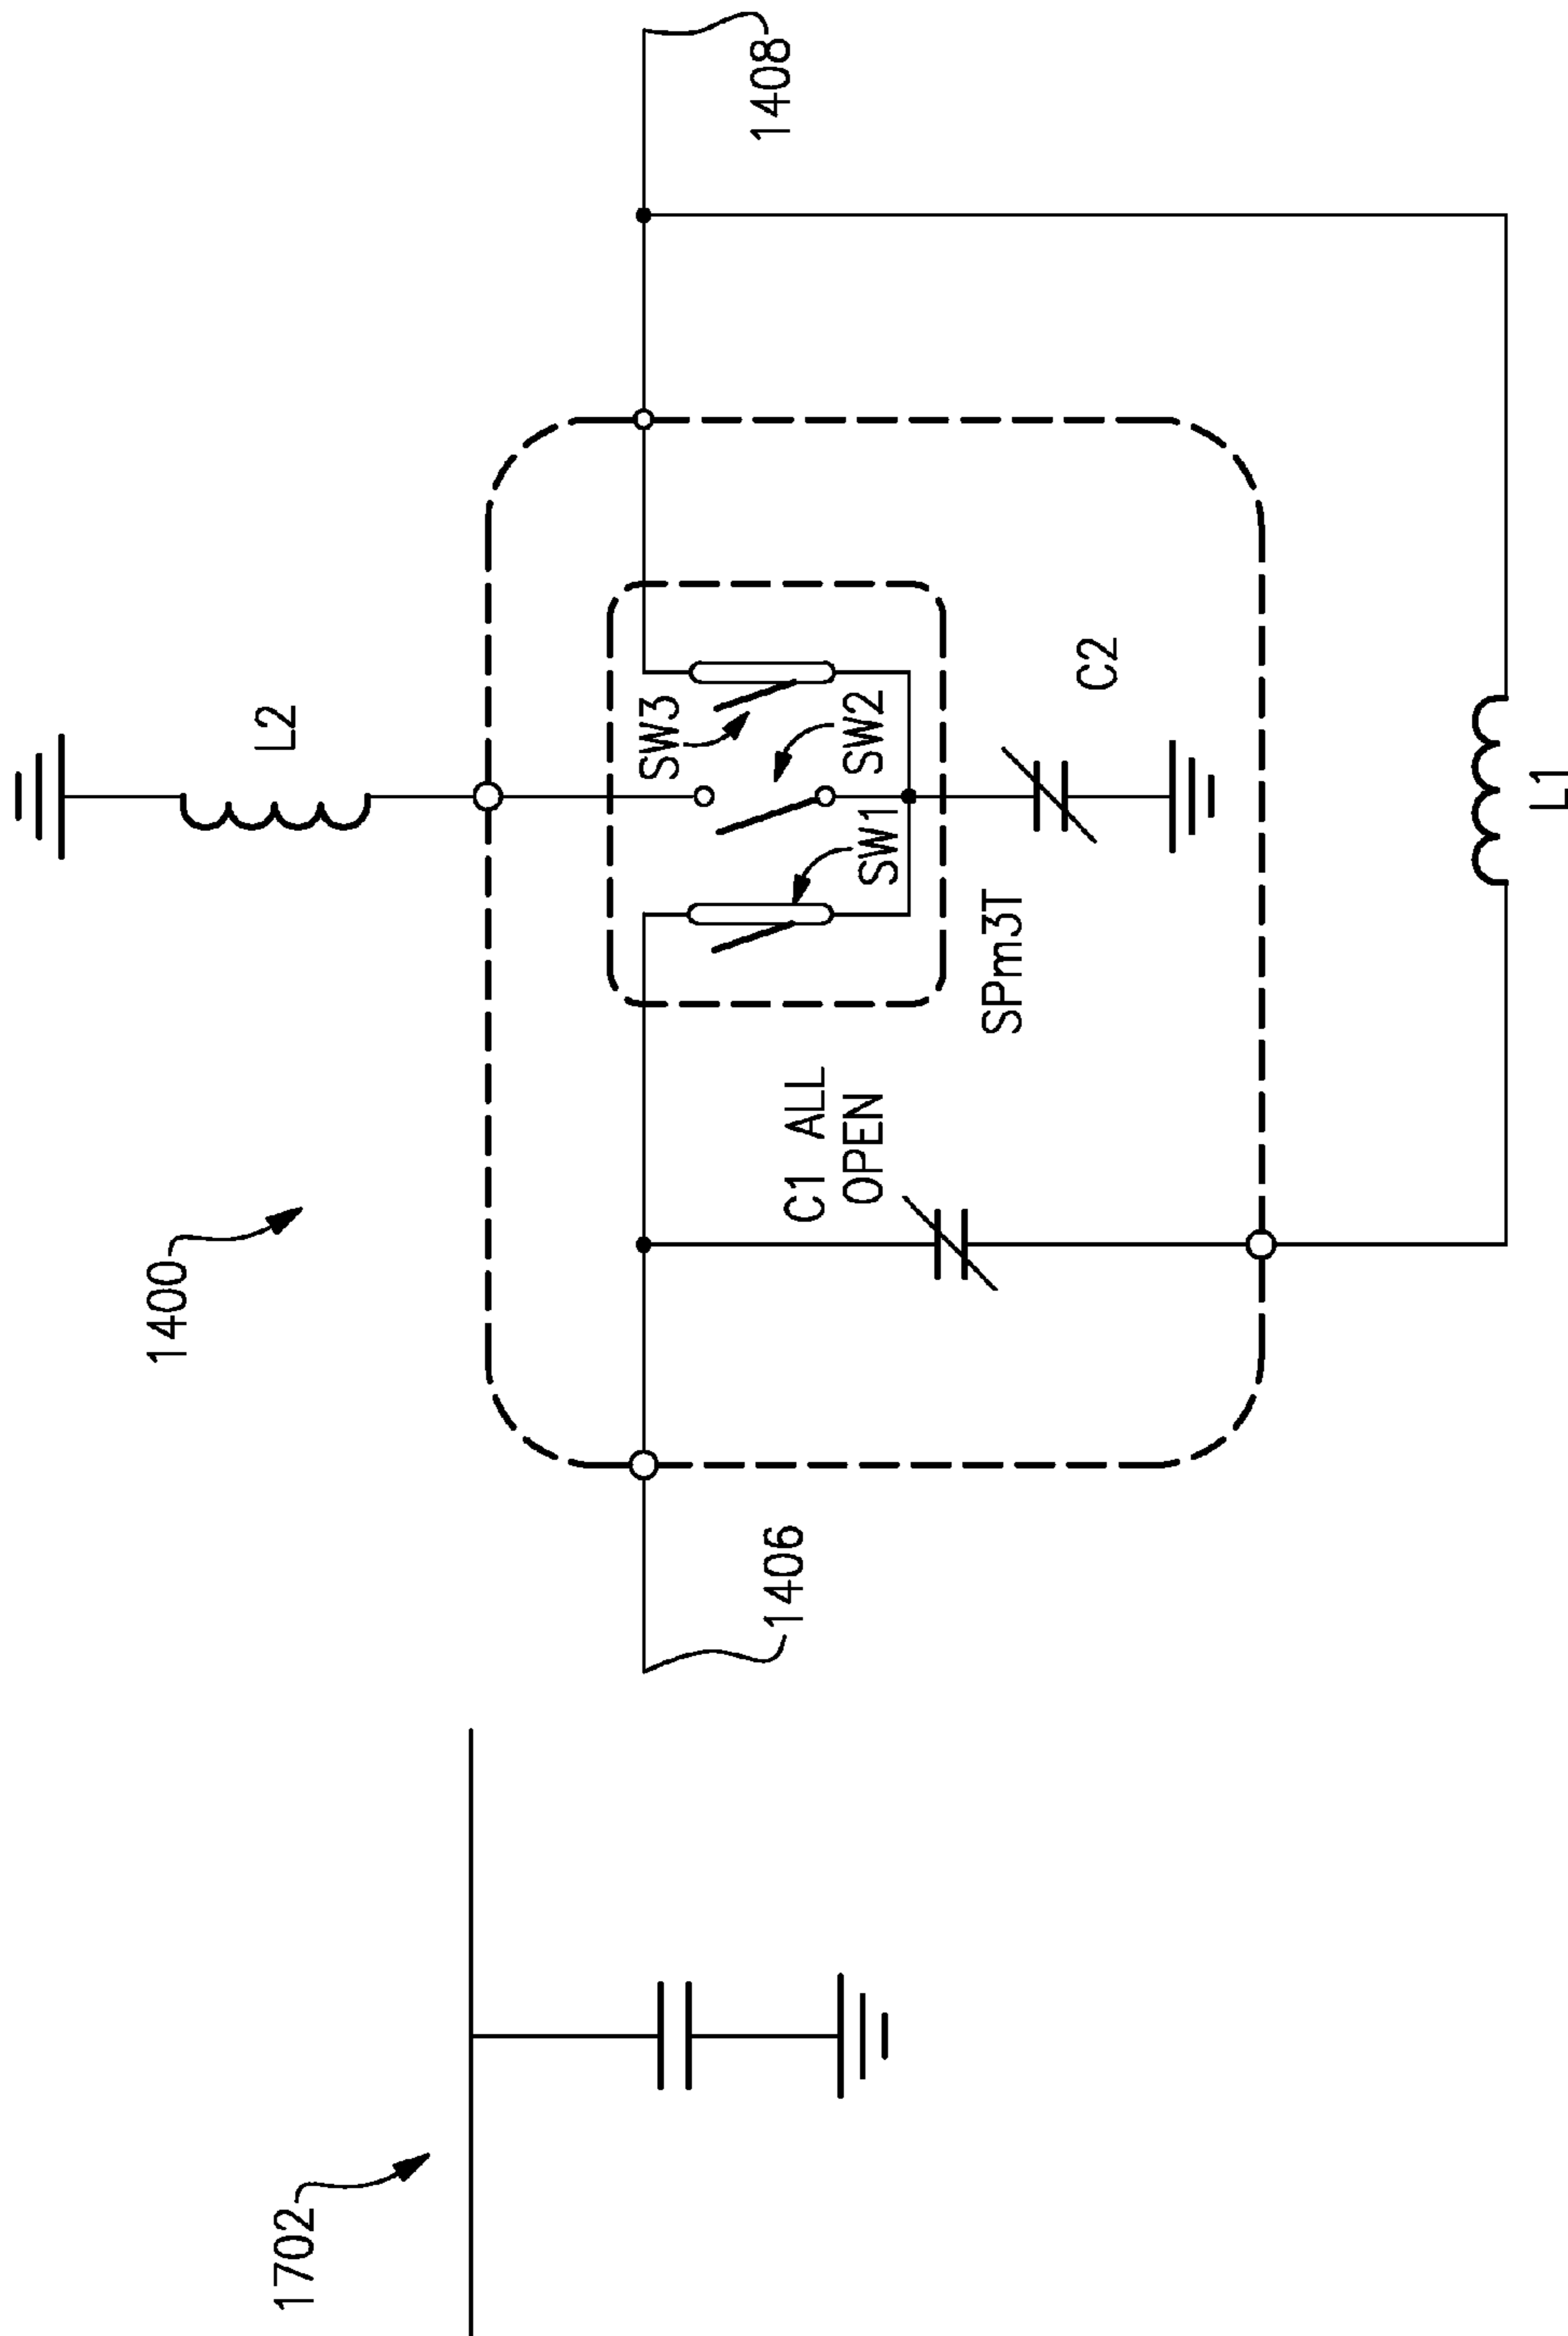 1702
1400
1406
1408
L2
SW3
SW2
SW1
C1 ALL
OPEN
SPm3T
C2
L1